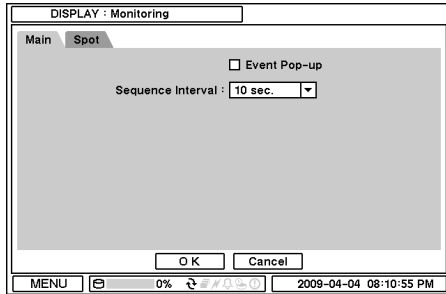 DISPLAY : Monitoring
Main Spot
Event Pop-up
Sequence Interval : 10 sec.
O K Cancel
MENU 0% 2009-04-04 08:10:55 PM